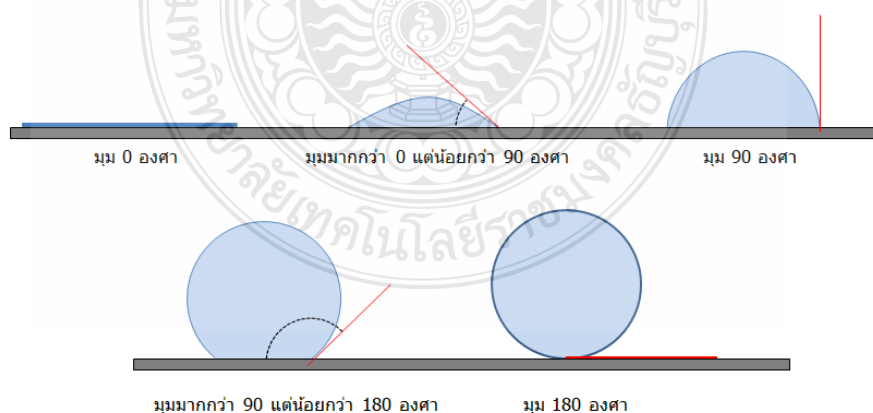 มุม 0 องศา
มุมมากกว่า 0 แต่น้อยกว่า 90 องศา
มุม 90 องศา
มุมมากกว่า 90 แต่น้อยกว่า 180 องศา
มุม 180 องศา